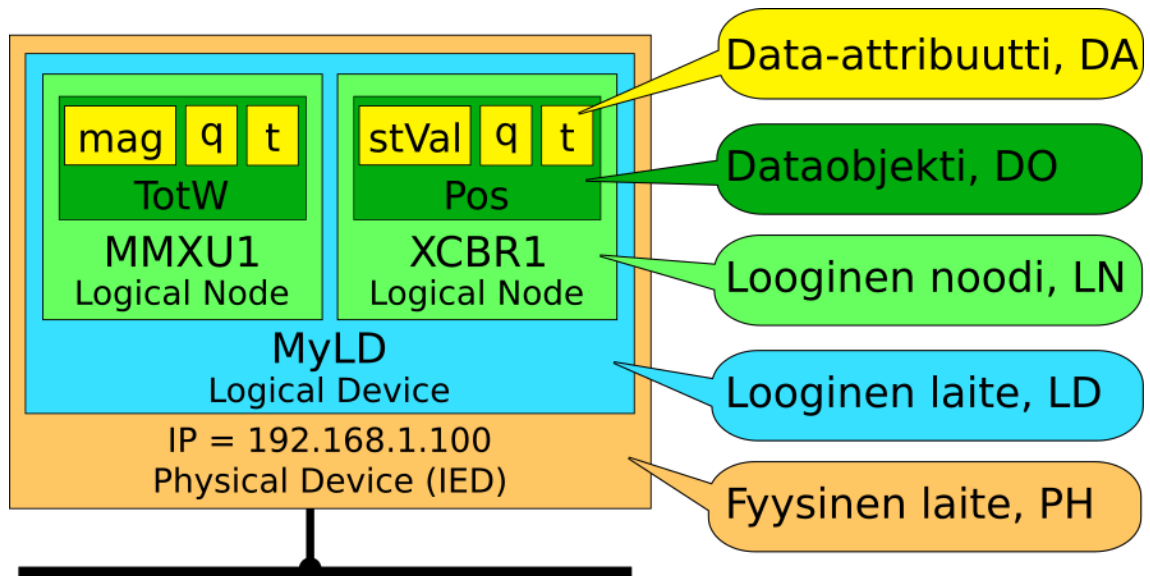 mag q t
TotW
MMXU1
Logical Node
stVal q t
Pos
XCBR1
Logical Node
MyLD
Logical Device
IP = 192.168.1.100
Physical Device (IED)
Data-attribuutti, DA
Dataobjekti, DO
Looginen noodi, LN
Looginen laite, LD
Fyysinen laite, PH